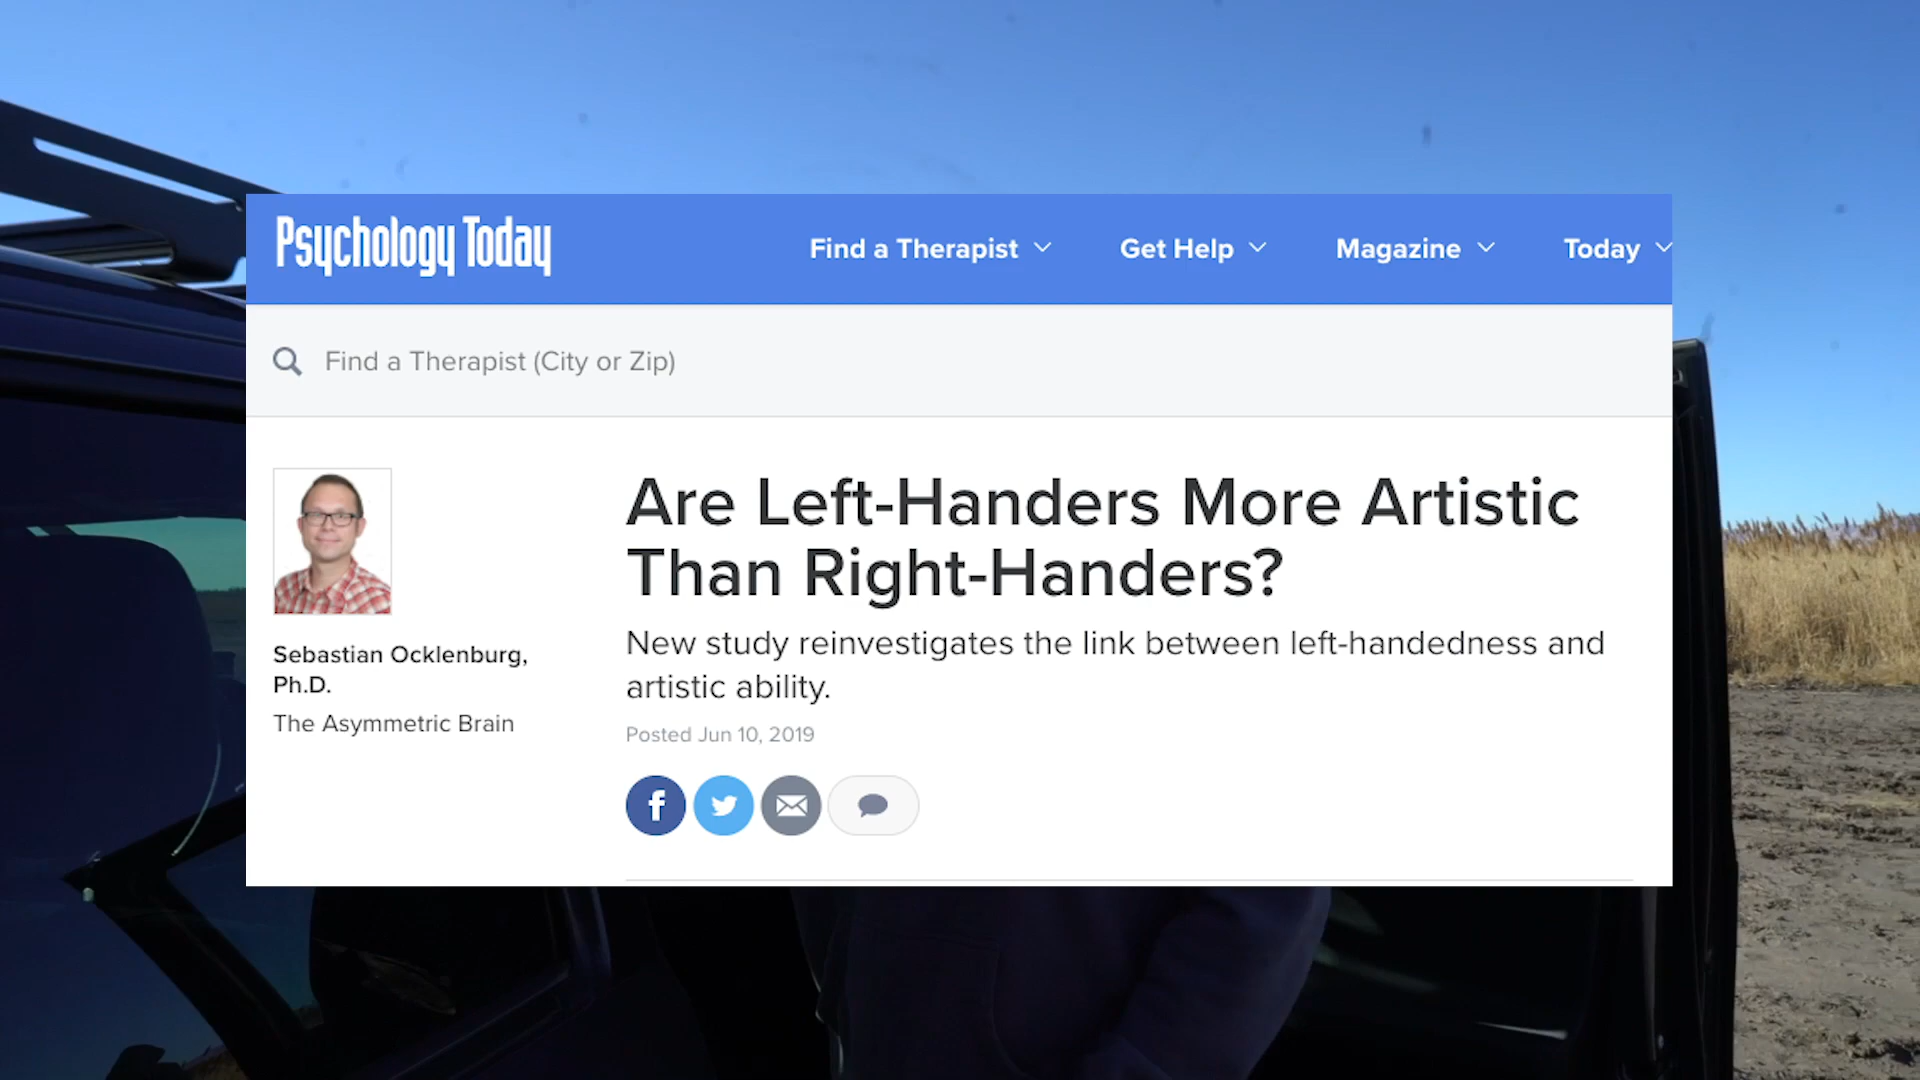 Psychology Today
Find a Therapist
Get Help
Magazine
Today
Find a Therapist (City or Zip)
Are Left-Handers More Artistic
Than Right-Handers?
New study reinvestigates the link between left-handedness and
artistic ability.
Posted Jun 10, 2019
Sebastian Ocklenburg,
Ph.D.
The Asymmetric Brain